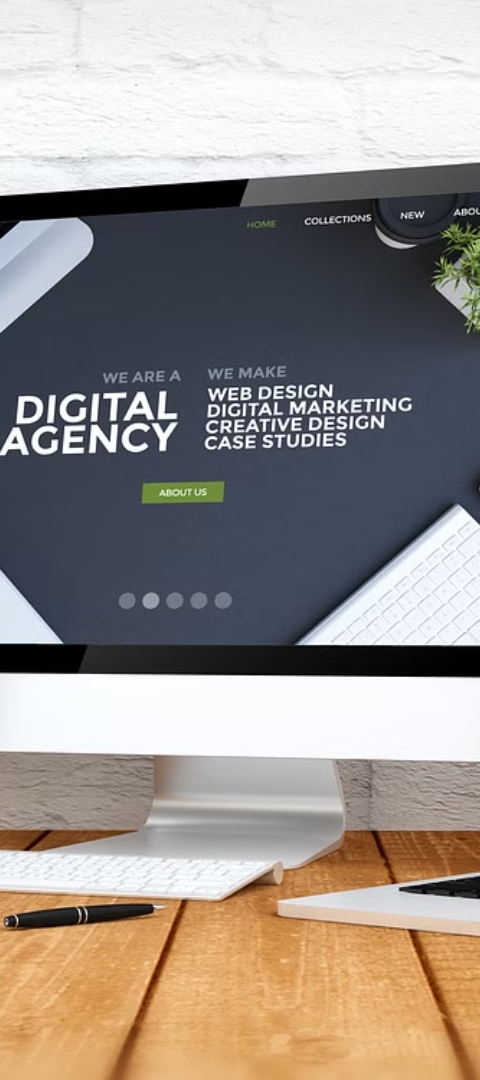 HOME COLLECTIONS NEW ABOU
WE ARE A
DIGITAL
AGENCY
WE MAKE
WEB DESIGN
DIGITAL MARKETING
CREATIVE DESIGN
CASE STUDIES
ABOUT US